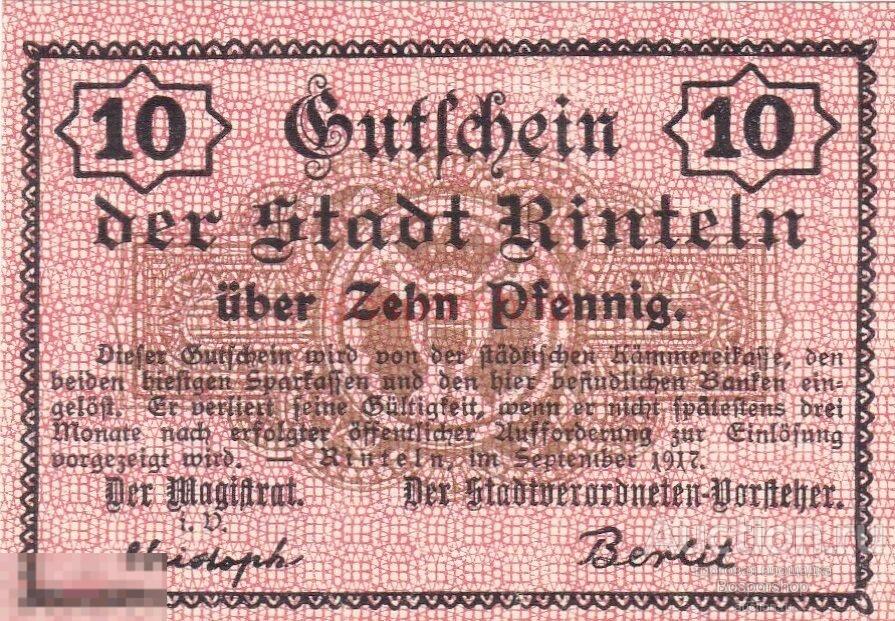 10 Gutschein 10
der Stadt Rinteln
über Zehn Pfennig.
Dieser Gutschein wird von der städtischen Kämmereikasse, den
beiden hiesigen Sparkassen und den hier befindlichen Banken ein-
gelöst. Er verliert seine Gültigkeit, wenn er nicht spätestens drei
Monate nach erfolgter öffentlicher Aufforderung zur Einlösung
vorgezeigt wird. — Rinteln, im September 1917.
Der Magistrat. Der Stadtverordneten-Vorsteher.
i. V.
Berlit